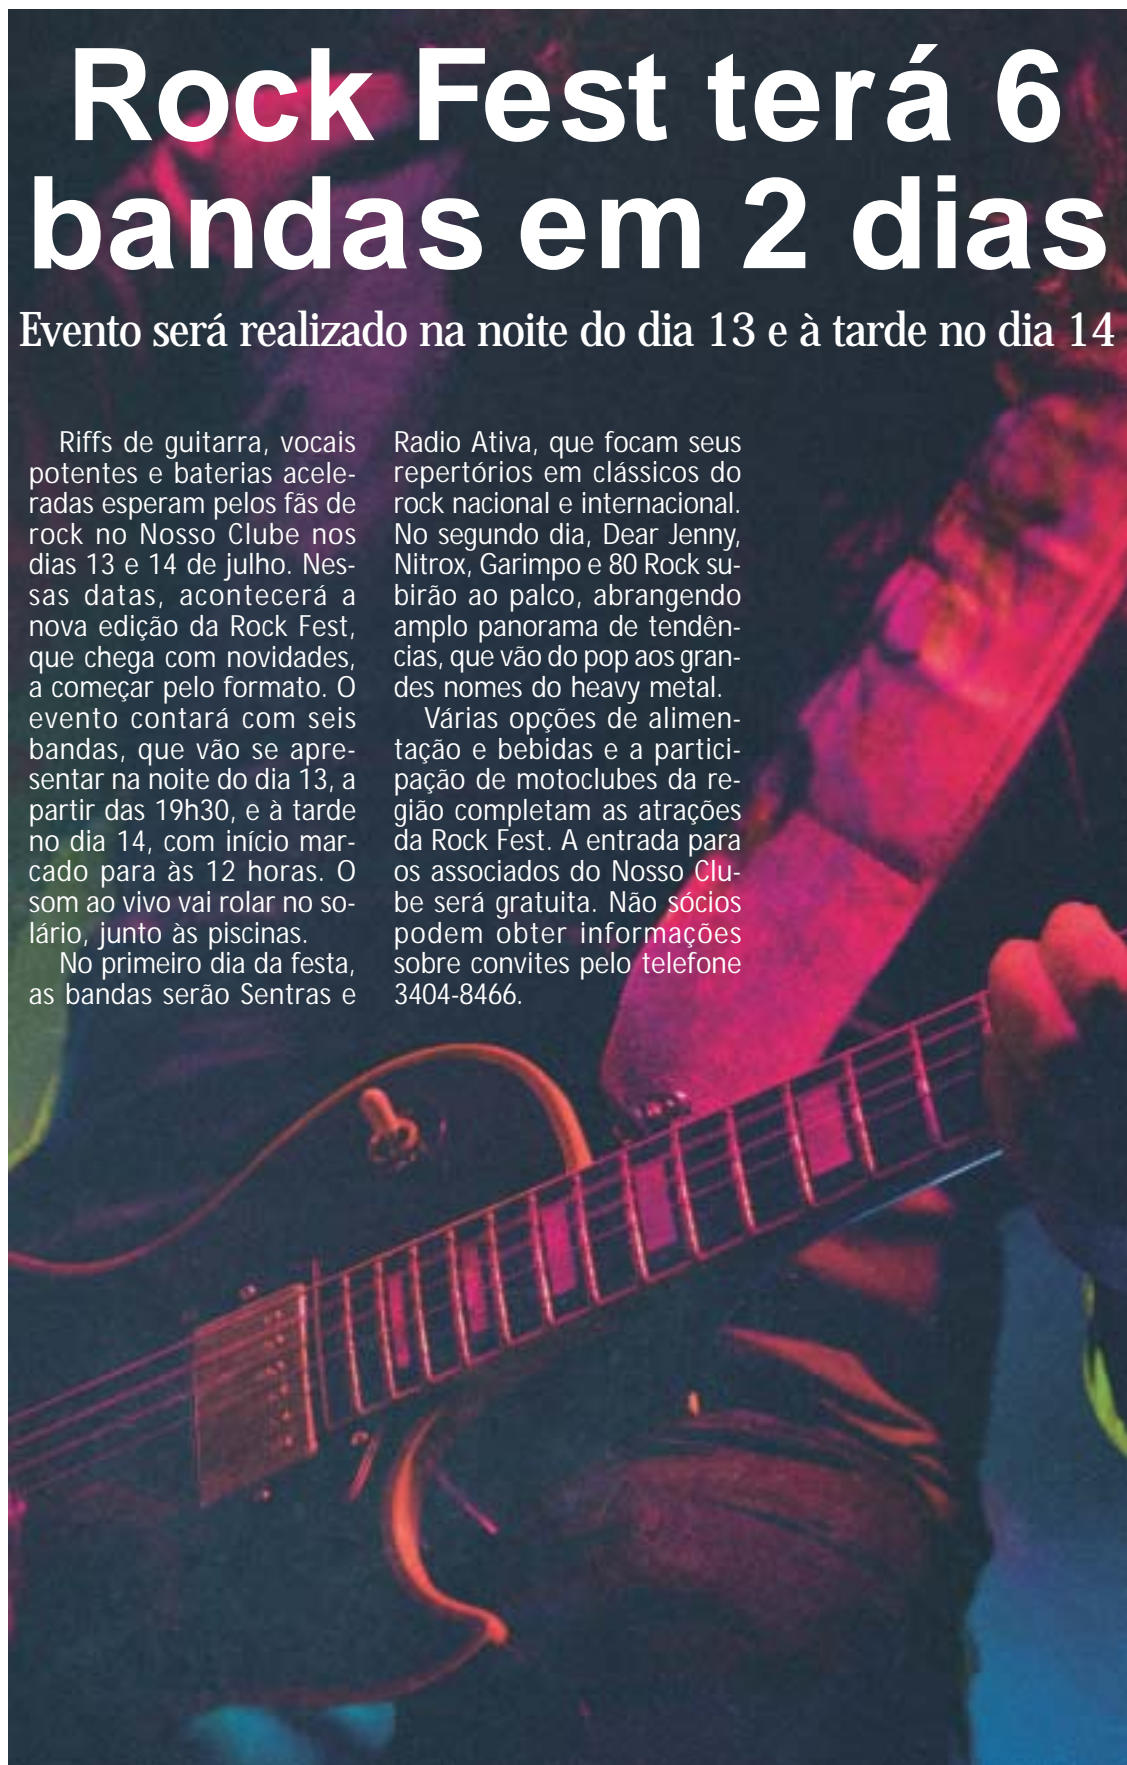 Rock Fest terá 6
bandas em 2 dias
Evento será realizado na noite do dia 13 e à tarde no dia 14
Riffs de guitarra, vocais
potentes e baterias acele-
radas esperam pelos fãs de
rock no Nosso Clube nos
dias 13 e 14 de julho. Nes-
sas datas, acontecerá a
nova edição da Rock Fest,
que chega com novidades,
a começar pelo formato. O
evento contará com seis
bandas, que vão se apre-
sentar na noite do dia 13, a
partir das 19h30, e à tarde
no dia 14, com início mar-
cado para às 12 horas. O
som ao vivo vai rolar no so-
lário, junto às piscinas.
No primeiro dia da festa,
as bandas serão Sentras e
Radio Ativa, que focam seus
repertórios em clássicos do
rock nacional e internacional.
No segundo dia, Dear Jenny,
Nitrox, Garimpo e 80 Rock su-
birão ao palco, abrangendo
amplo panorama de tendên-
cias, que vão do pop aos gran-
des nomes do heavy metal.
Várias opções de alimen-
tação e bebidas e a partici-
pação de motoclubes da re-
gião completam as atrações
da Rock Fest. A entrada para
os associados do Nosso Clu-
be será gratuita. Não sócios
podem obter informações
sobre convites pelo telefone
3404-8466.